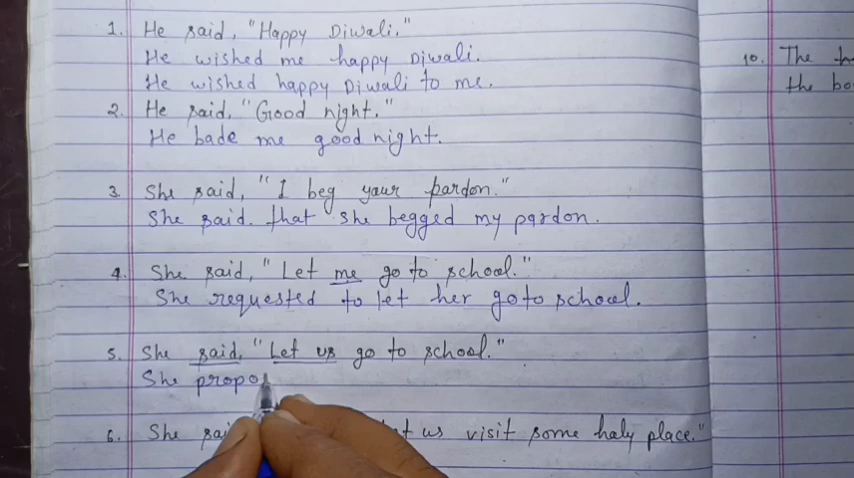 1. He said, "Happy Diwali."
He wished me happy Diwali.
He wished happy Diwali to me.
2. He said, "Good night."
He bade me good night.
3. She said, "I beg your pardon."
She said that she begged my pardon.
4. She said, "Let me go to school."
She requested to let her go to school.
5. She said, "Let us go to school."
She propo
6. She sai us visit some holy place."
10. The
the bo